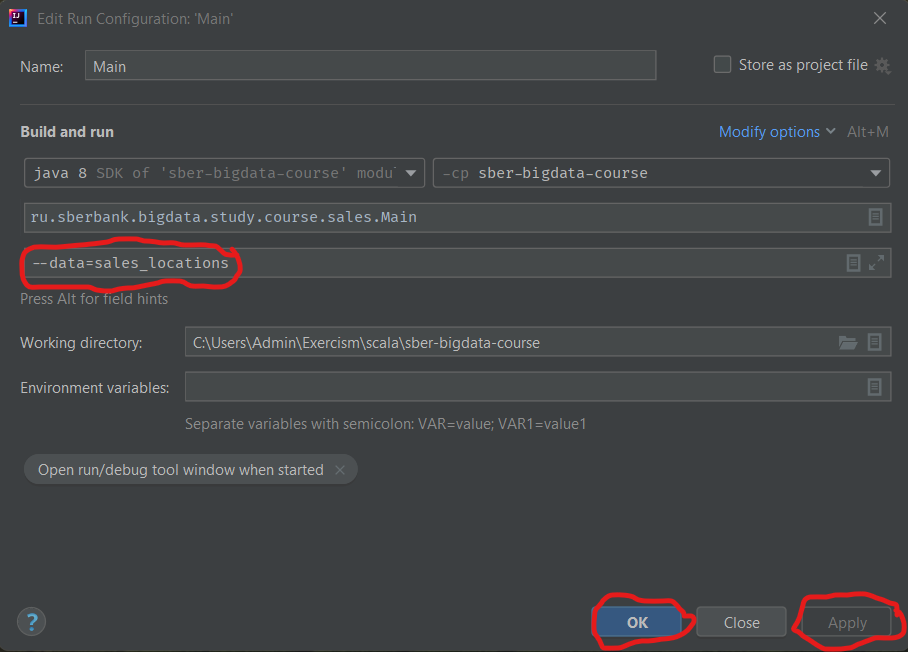 Edit Run Configuration: 'Main'
Name: Main Store as project file
Build and run Modify options Alt+M
java 8 SDK of 'sber-bigdata-course' modul -cp sber-bigdata-course
ru.sberbank.bigdata.study.course.sales.Main
--data=sales_locations
Press Alt for field hints
Working directory: C:\Users\Admin\Exercism\scala\sber-bigdata-course
Environment variables:
Separate variables with semicolon: VAR=value; VAR1=value1
Open run/debug tool window when started
? OK Close Apply